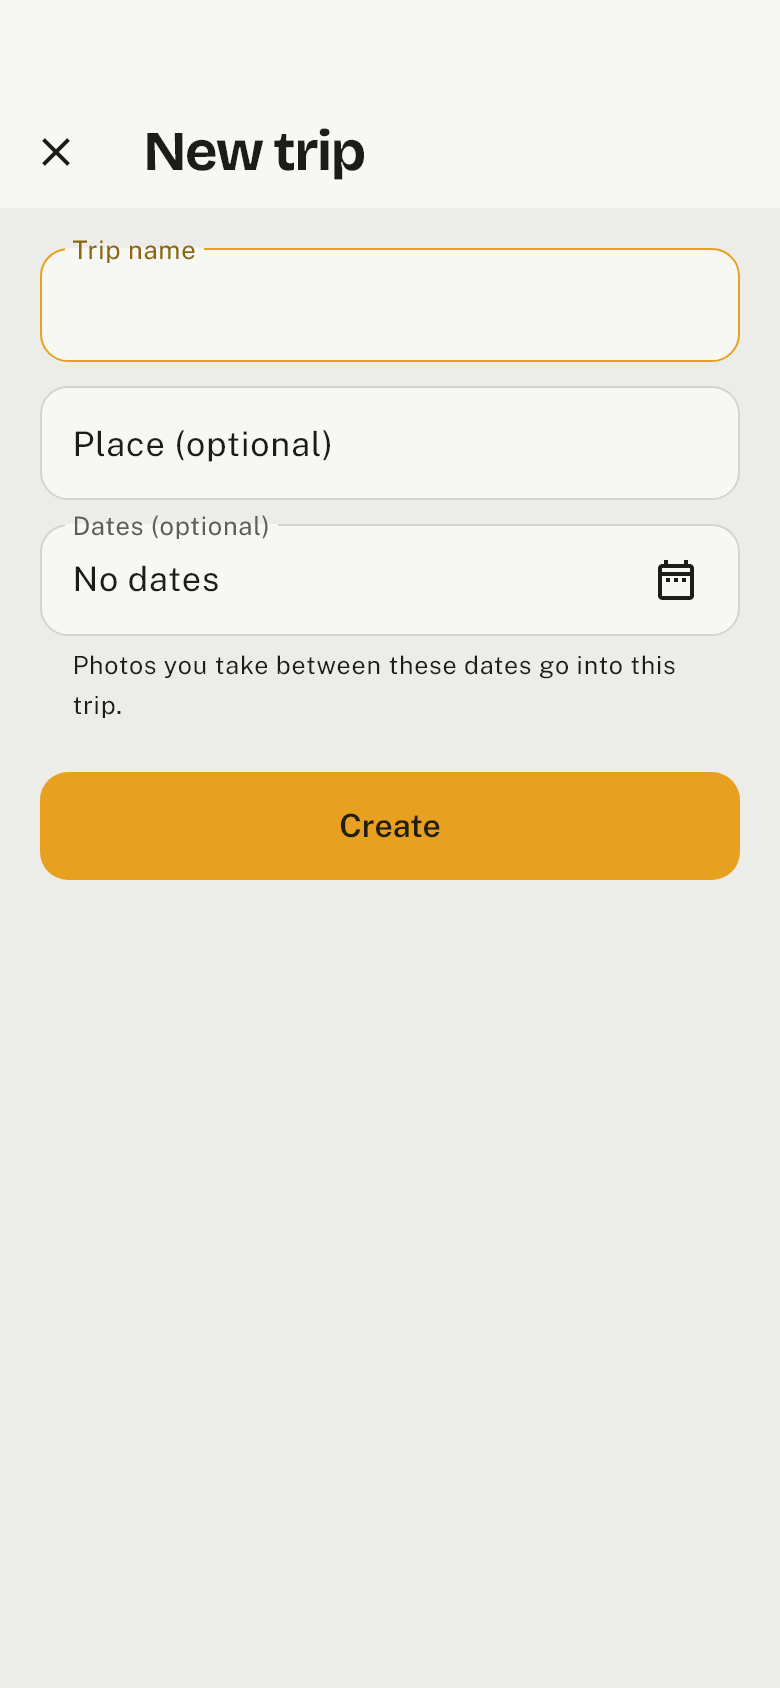 New trip
Trip name
Place (optional)
Dates (optional)
No dates
Photos you take between these dates go into this
trip.
Create